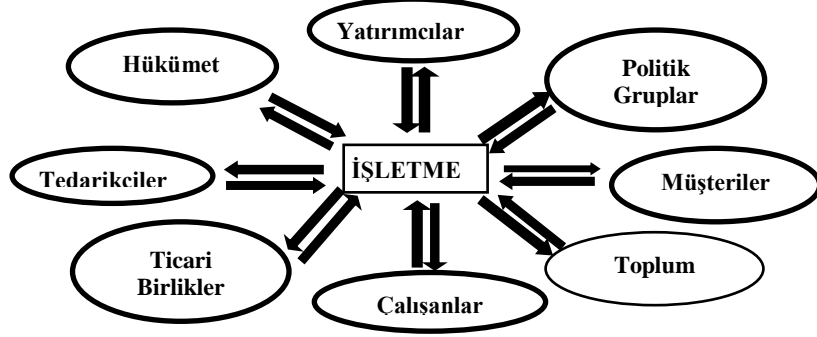 Yatırımcılar
Hükümet
Politik
Gruplar
Tedarikciler
İŞLETME
Müşteriler
Ticari
Birlikler
Çalışanlar
Toplum